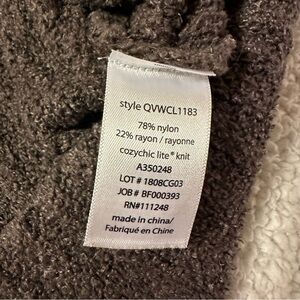 style QVWCL1183
78% nylon
22% rayon / rayonne
cozychic lite® knit
A350248
LOT # 1808CG03
JOB # BF000393
RN#111248
made in china/
Fabriqué en Chine